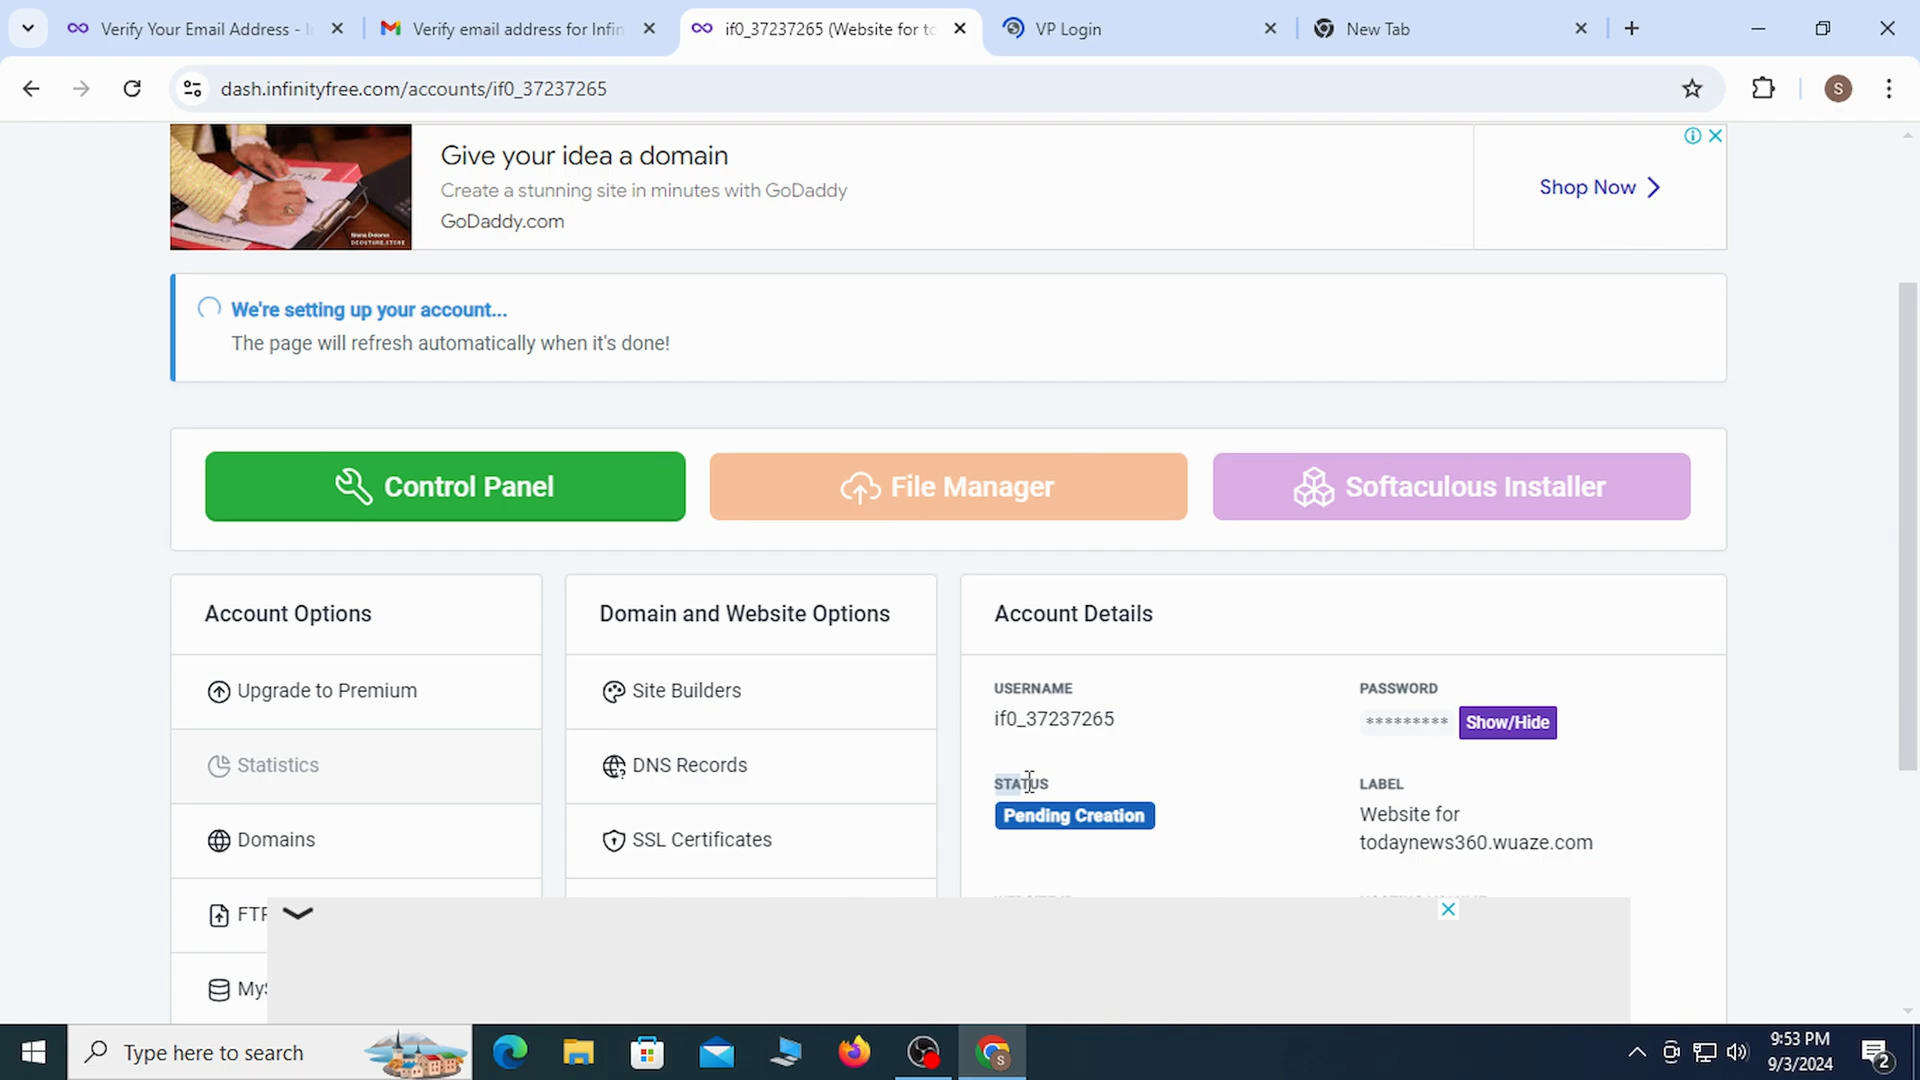 Verify Your Email Address - I
Verify email address for Infin
if0_37237265 (Website for to
VP Login
New Tab
dash.infinityfree.com/accounts/if0_37237265
S
Give your idea a domain
Create a stunning site in minutes with GoDaddy
GoDaddy.com
Shop Now
We're setting up your account...
The page will refresh automatically when it's done!
Control Panel
File Manager
Softaculous Installer
Account Options
Upgrade to Premium
Statistics
Domains
FTP
MyS
Domain and Website Options
Site Builders
DNS Records
SSL Certificates
Account Details
USERNAME
if0_37237265
PASSWORD
********* Show/Hide
STATUS
Pending Creation
LABEL
Website for
todaynews360.wuaze.com
Type here to search
9:53 PM
9/3/2024
2